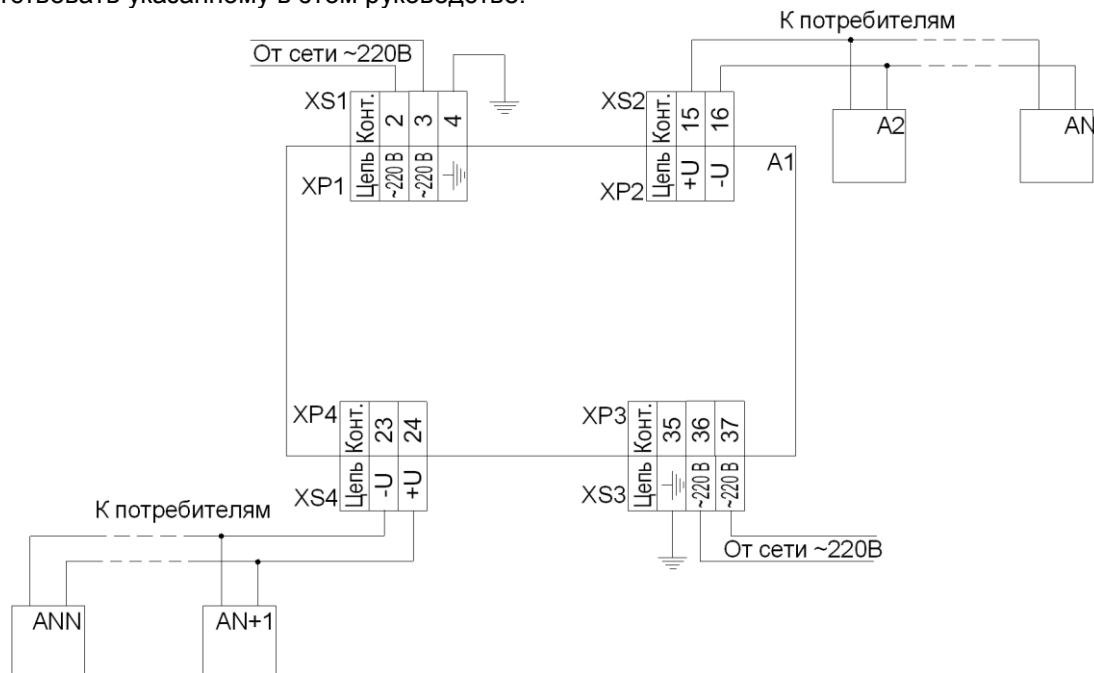 К потребителям
От сети ~220В
XS1
Цепь Конт.
~220 В 2
~220 В 3
4
XP1
XS2
Цепь Конт.
+U 15
-U 16
XP2
A1
A2
AN
XP4
Цепь Конт.
-U 23
+U 24
XS4
XP3
Цепь Конт.
35
~220 В 36
~220 В 37
XS3
К потребителям
От сети ~220В
ANN
AN+1